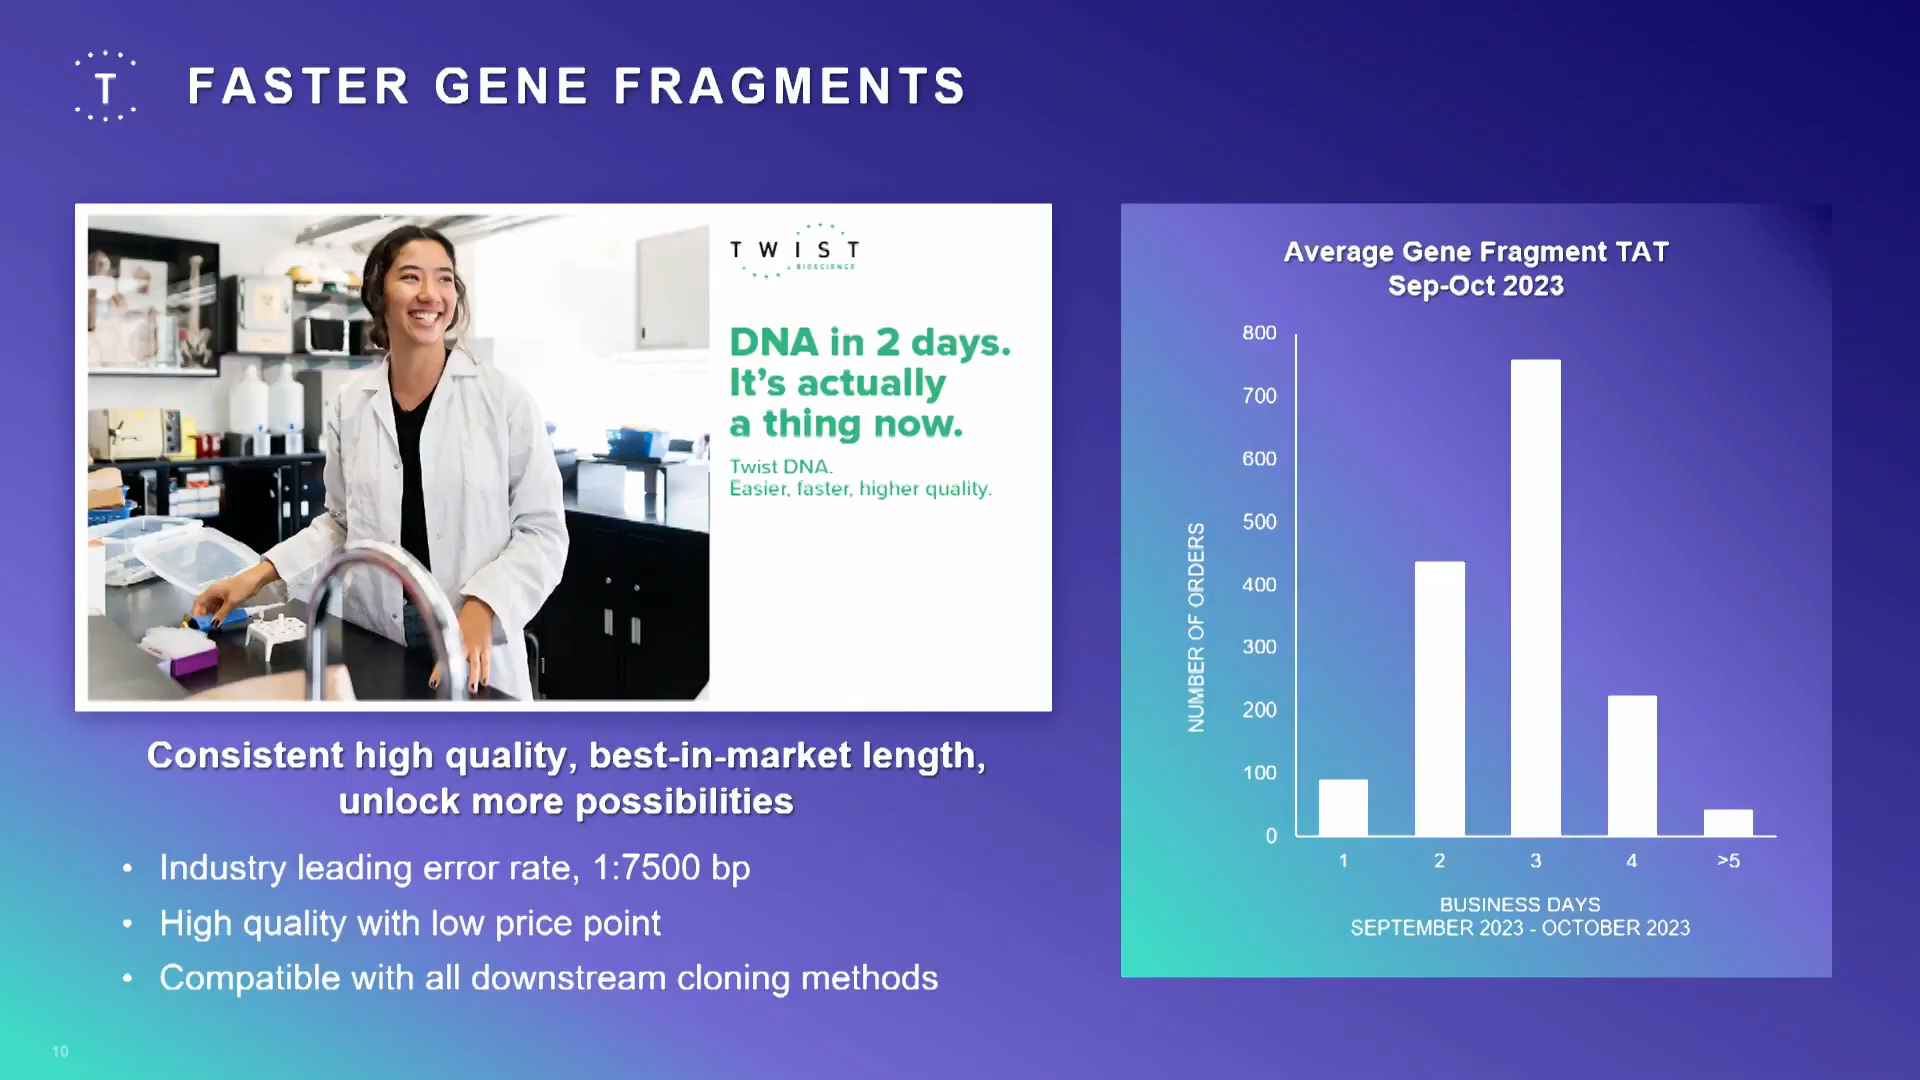 T
FASTER GENE FRAGMENTS
TWIST
BIOSCIENCE
DNA in 2 days.
It's actually
a thing now.
Twist DNA.
Easier, faster, higher quality.
Consistent high quality, best-in-market length,
unlock more possibilities
• Industry leading error rate, 1:7500 bp
• High quality with low price point
• Compatible with all downstream cloning methods
Average Gene Fragment TAT
Sep-Oct 2023
NUMBER OF ORDERS
800
700
600
500
400
300
200
100
0
1 2 3 4 >5
BUSINESS DAYS
SEPTEMBER 2023 - OCTOBER 2023
10